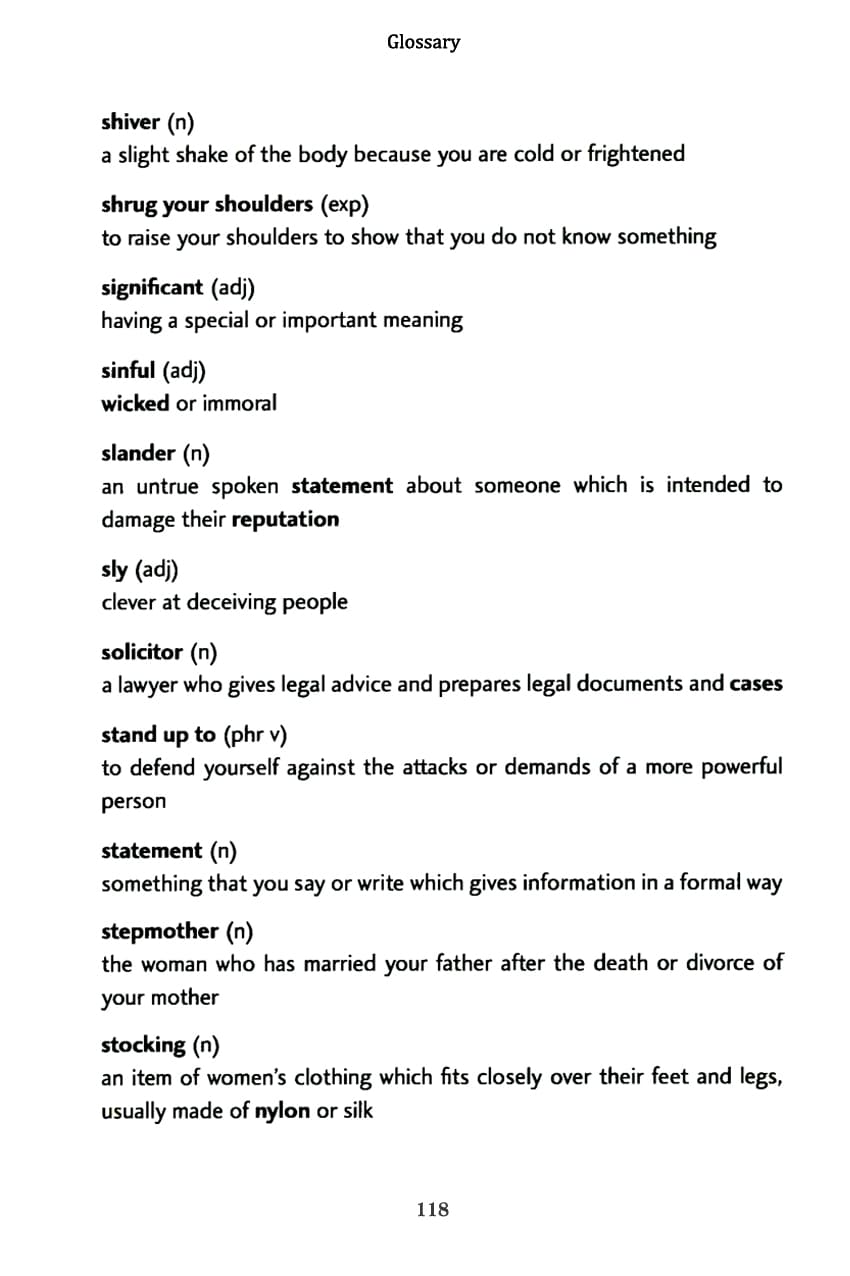 Glossary
shiver (n)
a slight shake of the body because you are cold or frightened
shrug your shoulders (exp)
to raise your shoulders to show that you do not know something
significant (adj)
having a special or important meaning
sinful (adj)
wicked or immoral
slander (n)
an untrue spoken statement about someone which is intended to
damage their reputation
sly (adj)
clever at deceiving people
solicitor (n)
a lawyer who gives legal advice and prepares legal documents and cases
stand up to (phr v)
to defend yourself against the attacks or demands of a more powerful
person
statement (n)
something that you say or write which gives information in a formal way
stepmother (n)
the woman who has married your father after the death or divorce of
your mother
stocking (n)
an item of women's clothing which fits closely over their feet and legs,
usually made of nylon or silk
118